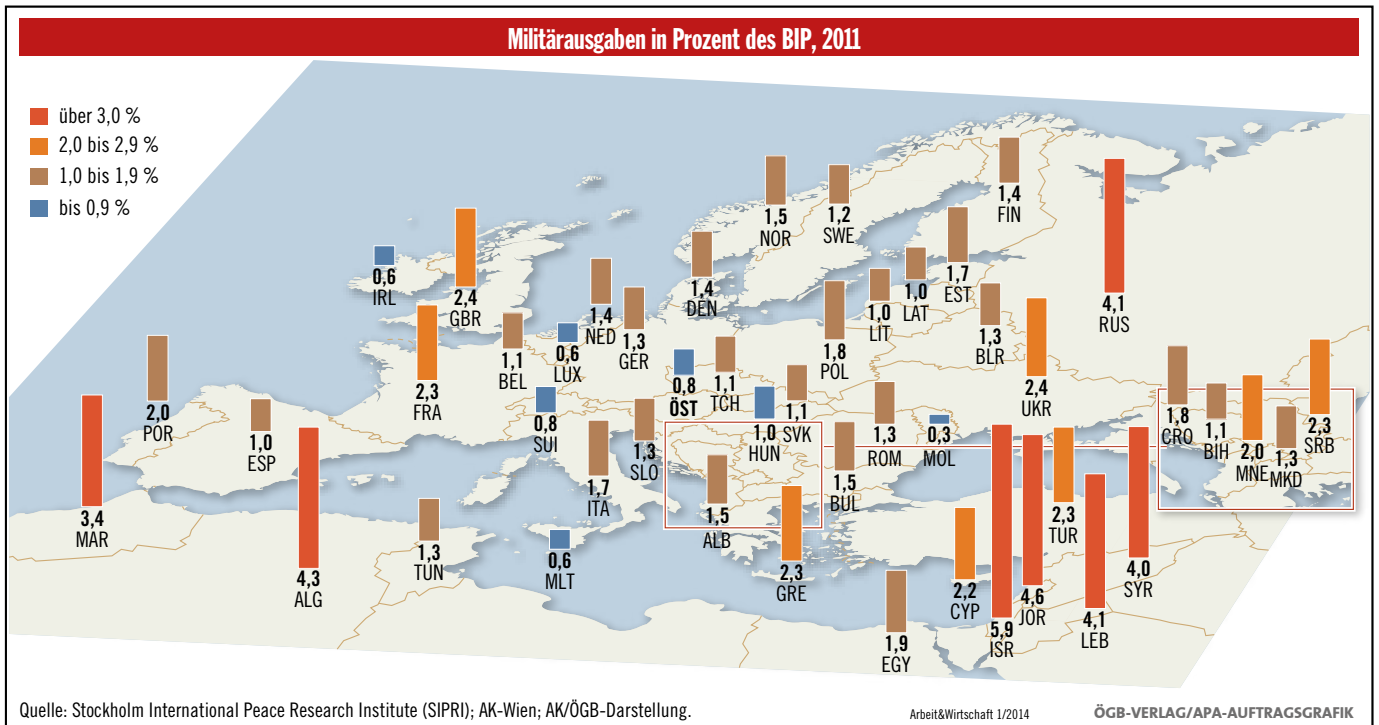 Militärausgaben in Prozent des BIP, 2011
über 3,0 %
2,0 bis 2,9 %
1,0 bis 1,9 %
bis 0,9 %
1,5
NOR
1,2
SWE
1,4
FIN
0,6
IRL
2,4
GBR
1,4
NED
1,3
GER
1,4
DEN
1,0
LIT
1,0
LAT
1,7
EST
4,1
RUS
2,0
POR
1,0
ESP
2,3
FRA
1,1
BEL
0,6
LUX
0,8
SUI
0,8
ÖST
1,1
TCH
1,0
HUN
1,1
SVK
1,8
POL
1,3
BLR
2,4
UKR
1,8
CRO
1,1
BIH
2,0
MNE
1,3
MKD
2,3
SRB
3,4
MAR
4,3
ALG
1,3
TUN
1,7
ITA
0,6
MLT
1,3
SLO
1,5
ALB
2,3
GRE
1,5
BUL
1,3
ROM
0,3
MOL
1,9
EGY
2,2
CYP
5,9
ISR
4,6
JOR
2,3
TUR
4,1
LEB
4,0
SYR
Quelle: Stockholm International Peace Research Institute (SIPRI); AK-Wien; AK/ÖGB-Darstellung.
Arbeit&Wirtschaft 1/2014
ÖGB-VERLAG/APA-AUFTRAGSGRAFIK